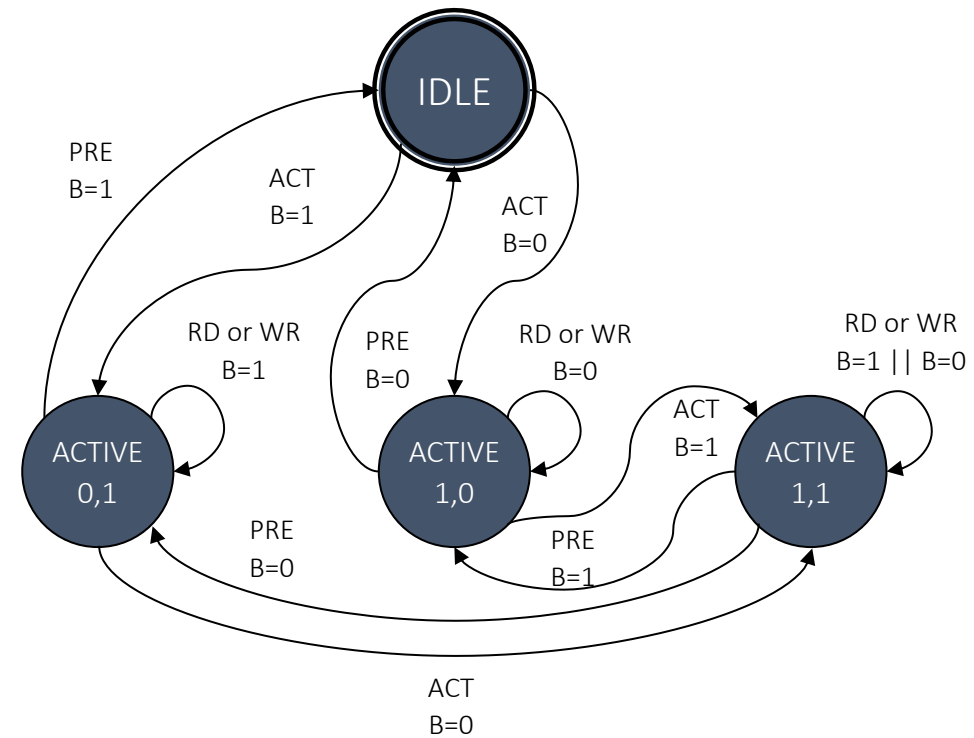 IDLE
PRE
B=1
ACT
B=1
ACT
B=0
RD or WR
B=1
PRE
B=0
RD or WR
B=0
RD or WR
B=1 || B=0
ACT
B=1
ACTIVE
0,1
ACTIVE
1,0
ACTIVE
1,1
PRE
B=0
PRE
B=1
ACT
B=0